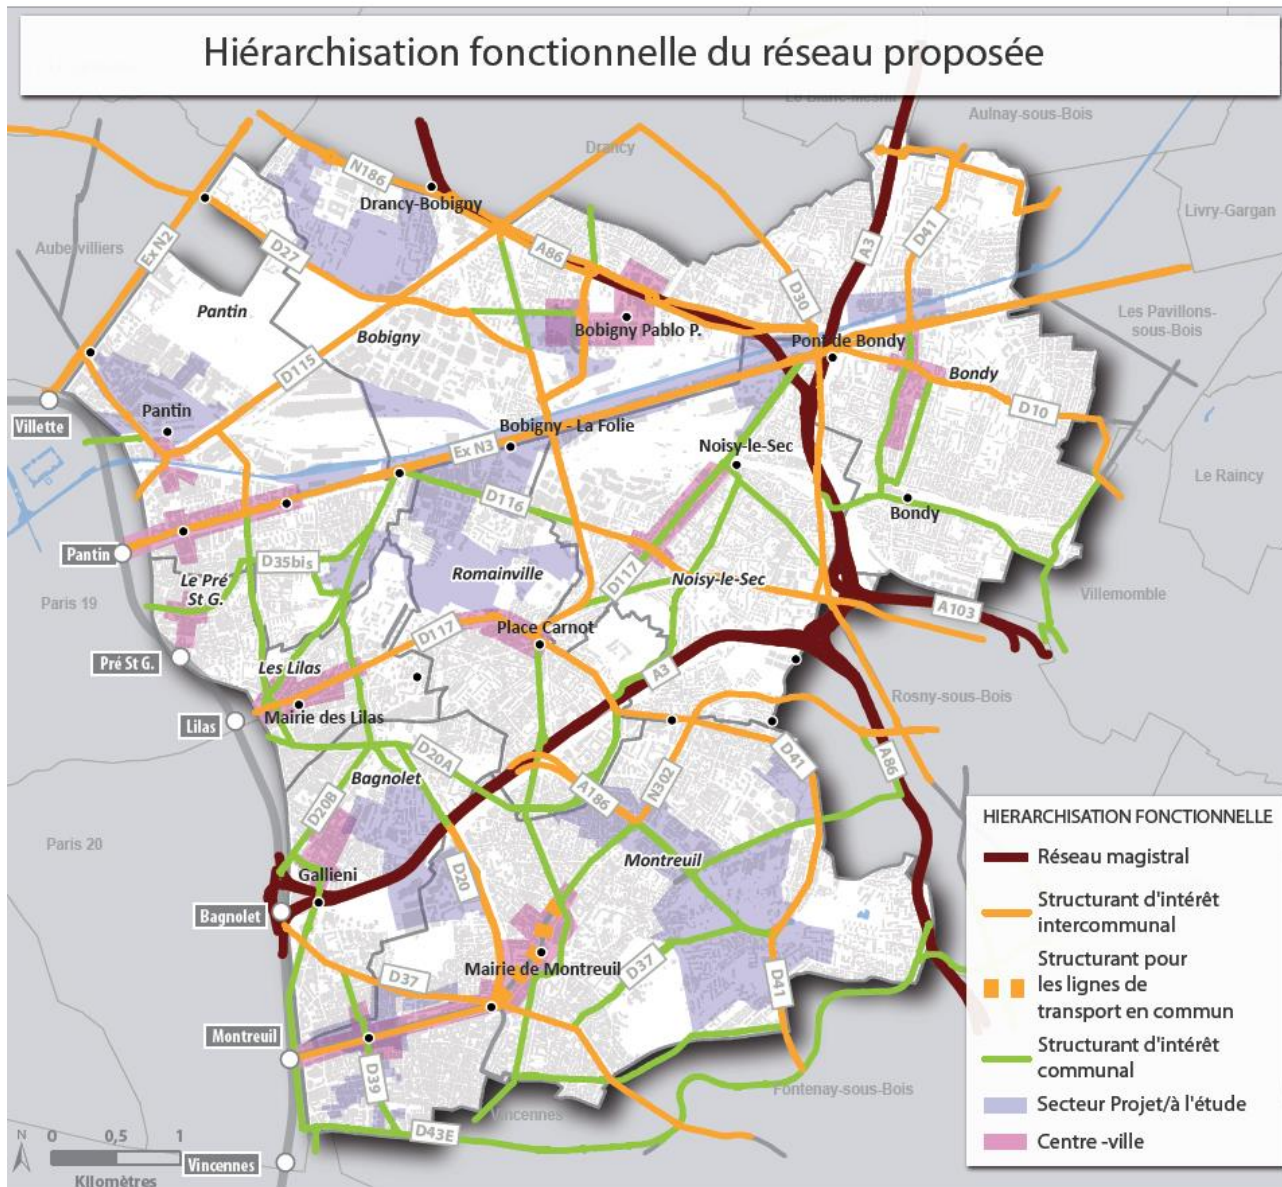 Hiérarchisation fonctionnelle du réseau proposée
Aulnay-sous-Bois
Drancy
N186
Drancy-Bobigny
Livry-Gargan
Aubervilliers
Ex N2
D27
A86
A3
D41
D30
Pantin
Bobigny
Bobigny Pablo P.
Pont de Bondy
Les Pavillons-
sous-Bois
D115
Bondy
Villette
Pantin
D10
Bobigny - La Folie
Ex N3
Noisy-le-Sec
Le Raincy
D116
Bondy
Pantin
D35bis
Le Pré
St G.
Romainville
D117
Noisy-le-Sec
Paris 19
Villemomble
A103
D117
Place Carnot
Pré St G.
Les Lilas
A3
Rosny-sous-Bois
Lilas
Mairie des Lilas
D20A
D41
A86
Bagnolet
N302
A186
D20B
HIERARCHISATION FONCTIONNELLE
Réseau magistral
Structurant d'intérêt
intercommunal
Structurant pour
les lignes de
transport en commun
Structurant d'intérêt
communal
Secteur Projet/à l'étude
Centre -ville
Paris 20
Montreuil
Gallieni
D20
Bagnolet
Mairie de Montreuil
D37
D37
D41
Montreuil
D39
Fontenay-sous-Bois
Vincennes
D43E
N
0 0,5 1
Kilomètres
Vincennes